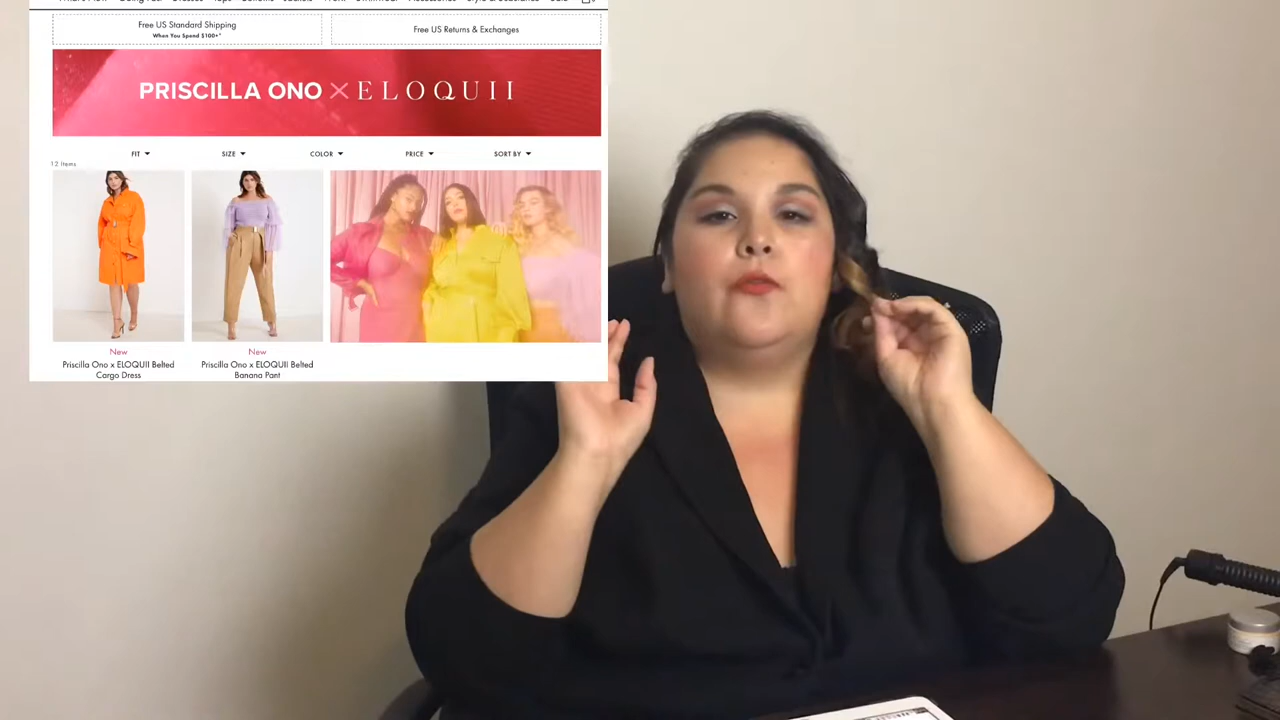 Free US Standard Shipping
When You Spend $100+*
Free US Returns & Exchanges
PRISCILLA ONO X ELOQUII
FIT
SIZE
COLOR
PRICE
SORT BY
12 Items
New
Priscilla Ono x ELOQUII Belted
Cargo Dress
New
Priscilla Ono x ELOQUII Belted
Banana Pant